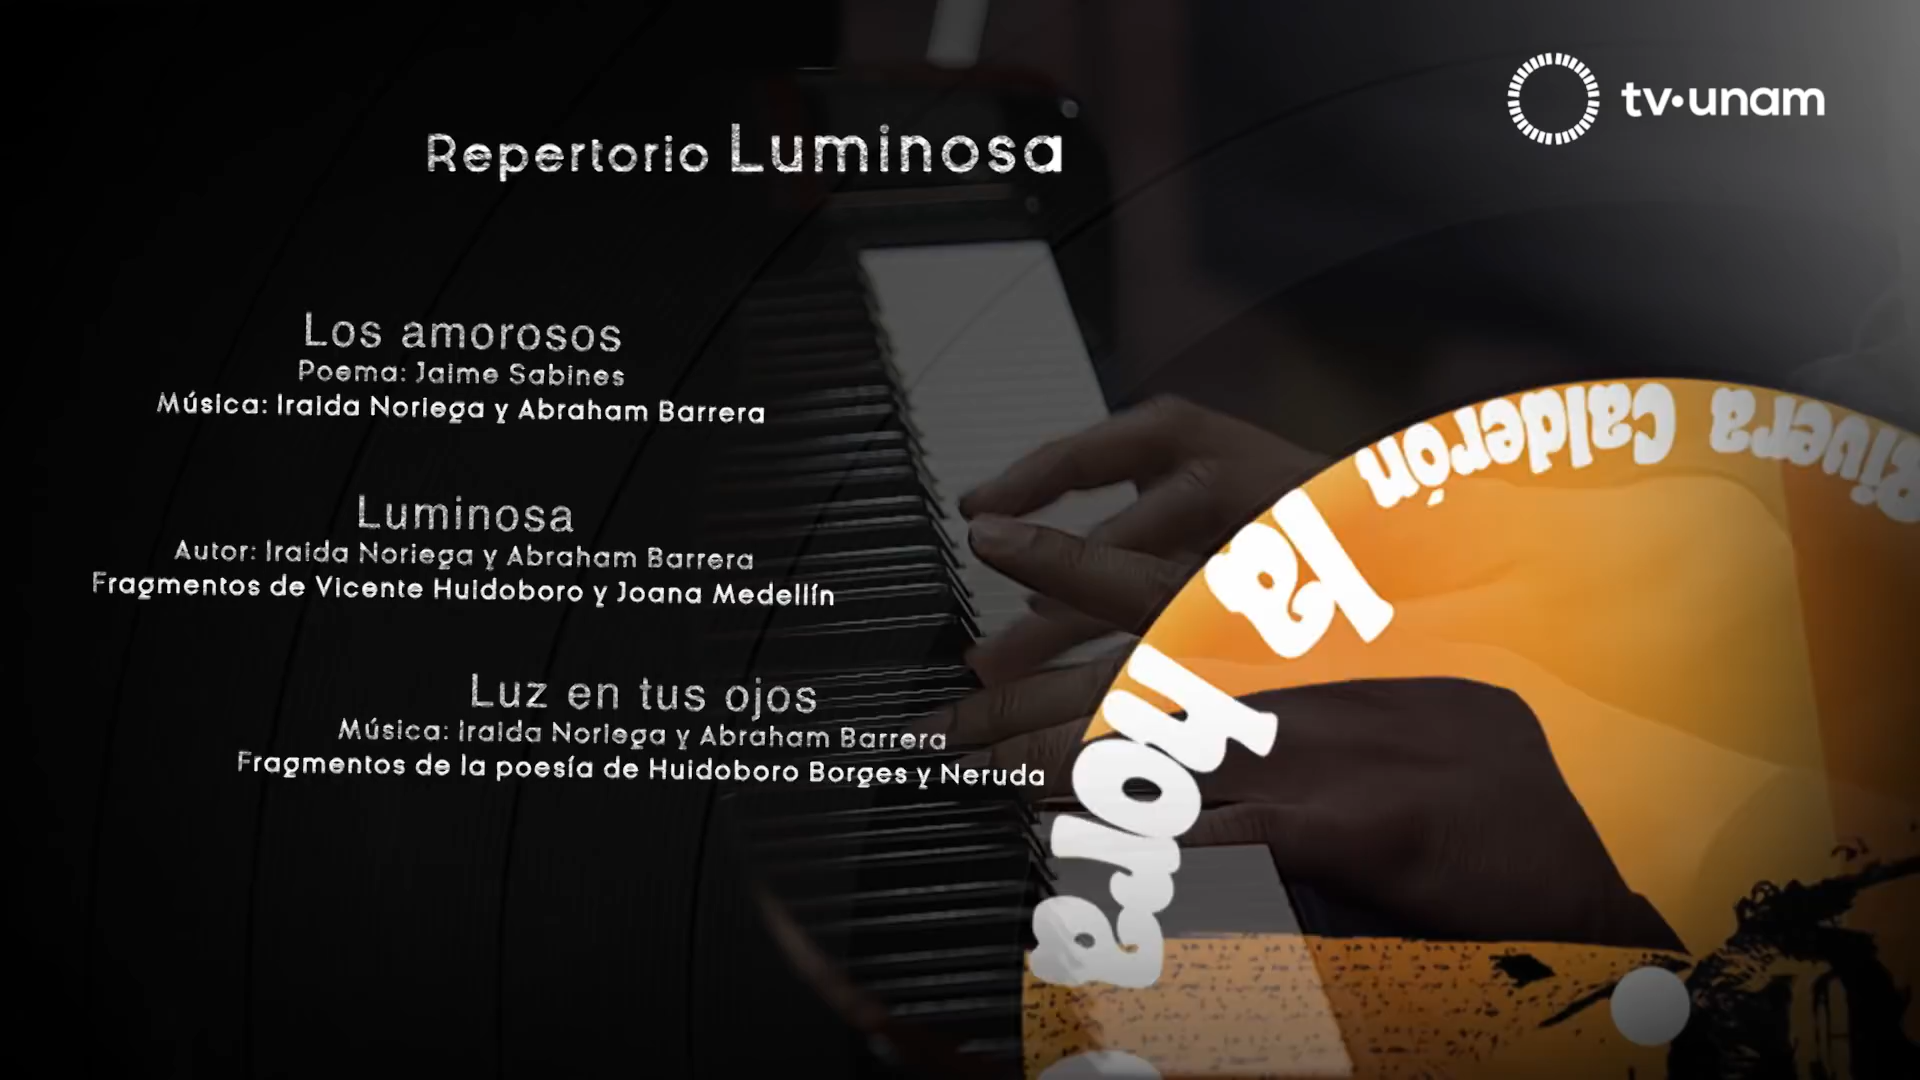 tv·unam
Repertorio Luminosa
Los amorosos
Poema: Jaime Sabines
Música: Iraida Noriega y Abraham Barrera
Luminosa
Autor: Iraida Noriega y Abraham Barrera
Fragmentos de Vicente Huidoboro y Joana Medellín
Luz en tus ojos
Música: Iraida Noriega y Abraham Barrera
Fragmentos de la poesía de Huidoboro Borges y Neruda
Rivera Calderón
la hora